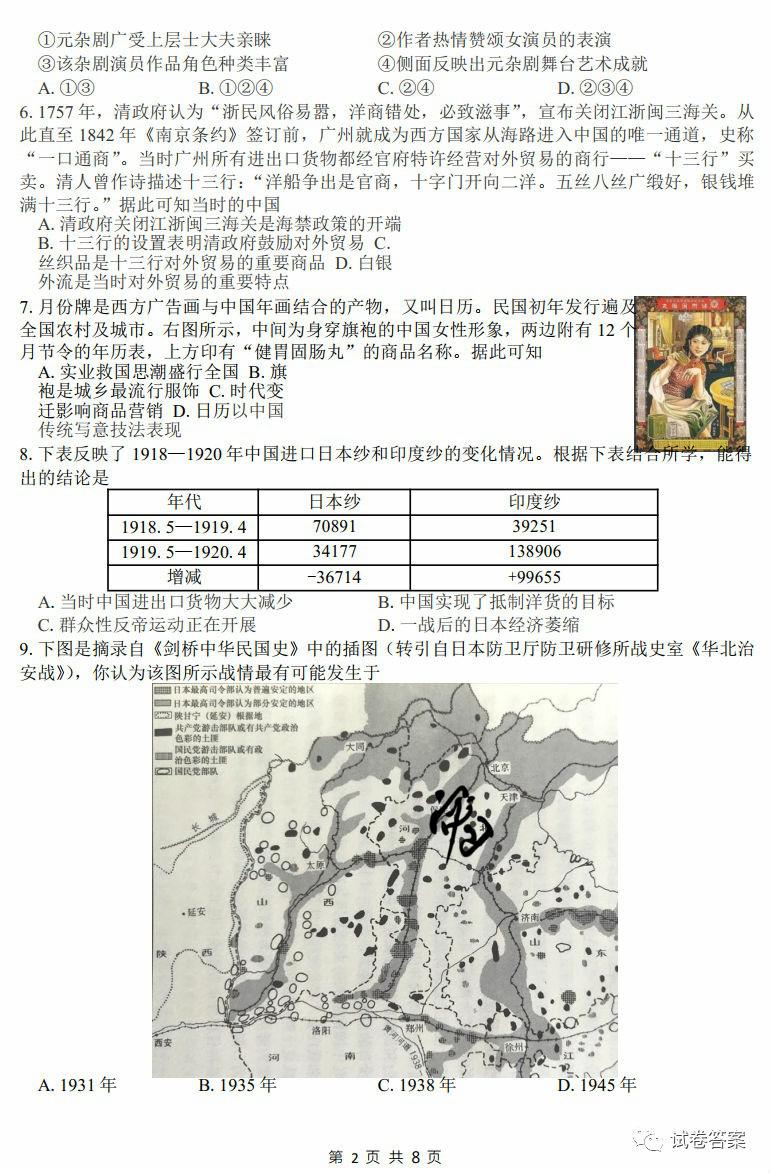 ①元杂剧广受上层士大夫亲睐 ②作者热情赞颂女演员的表演
③该杂剧演员作品角色种类丰富 ④侧面反映出元杂剧舞台艺术成就
A. ①③ B. ①②④ C. ②④ D. ②③④
6. 1757 年，清政府认为“浙民风俗易嚣，洋商错处，必致滋事”，宣布关闭江浙闽三海关。从
此直至 1842 年《南京条约》签订前，广州就成为西方国家从海路进入中国的唯一通道，史称
“一口通商”。当时广州所有进出口货物都经官府特许经营对外贸易的商行——“十三行”买
卖。清人曾作诗描述十三行：“洋船争出是官商，十字门开向二洋。五丝八丝广缎好，银钱堆
满十三行。”据此可知当时的中国
A. 清政府关闭江浙闽三海关是海禁政策的开端
B. 十三行的设置表明清政府鼓励对外贸易 C.
丝织品是十三行对外贸易的重要商品 D. 白银
外流是当时对外贸易的重要特点
7. 月份牌是西方广告画与中国年画结合的产物，又叫日历。民国初年发行遍及
全国农村及城市。右图所示，中间为身穿旗袍的中国女性形象，两边附有 12 个
月节令的年历表，上方印有“健胃固肠丸”的商品名称。据此可知
A. 实业救国思潮盛行全国 B. 旗
袍是城乡最流行服饰 C. 时代变
迁影响商品营销 D. 日历以中国
传统写意技法表现
8. 下表反映了 1918—1920 年中国进口日本纱和印度纱的变化情况。根据下表结合所学，能得
出的结论是
年代 日本纱 印度纱
1918. 5—1919. 4 70891 39251
1919. 5—1920. 4 34177 138906
增减 -36714 +99655
A. 当时中国进出口货物大大减少 B. 中国实现了抵制洋货的目标
C. 群众性反帝运动正在开展 D. 一战后的日本经济萎缩
9. 下图是摘录自《剑桥中华民国史》中的插图（转引自日本防卫厅防卫研修所战史室《华北治
安战》），你认为该图所示战情最有可能发生于
日本最高司令部认为普遍安定的地区
日本最高司令部认为部分安定的地区
陕甘宁（延安）根据地
共产党游击部队或有共产党政治
色彩的土匪
国民党游击部队或有政
治色彩的土匪
国民党部队
大同
北京
天津
长城
河
太原
山 西
延安
济南
山 东
陕 西
西安
洛阳
郑州
黄河河道1938—
徐州
河 南
江
A. 1931 年 B. 1935 年 C. 1938 年 D. 1945 年
试卷答案
第 2 页 共 8 页